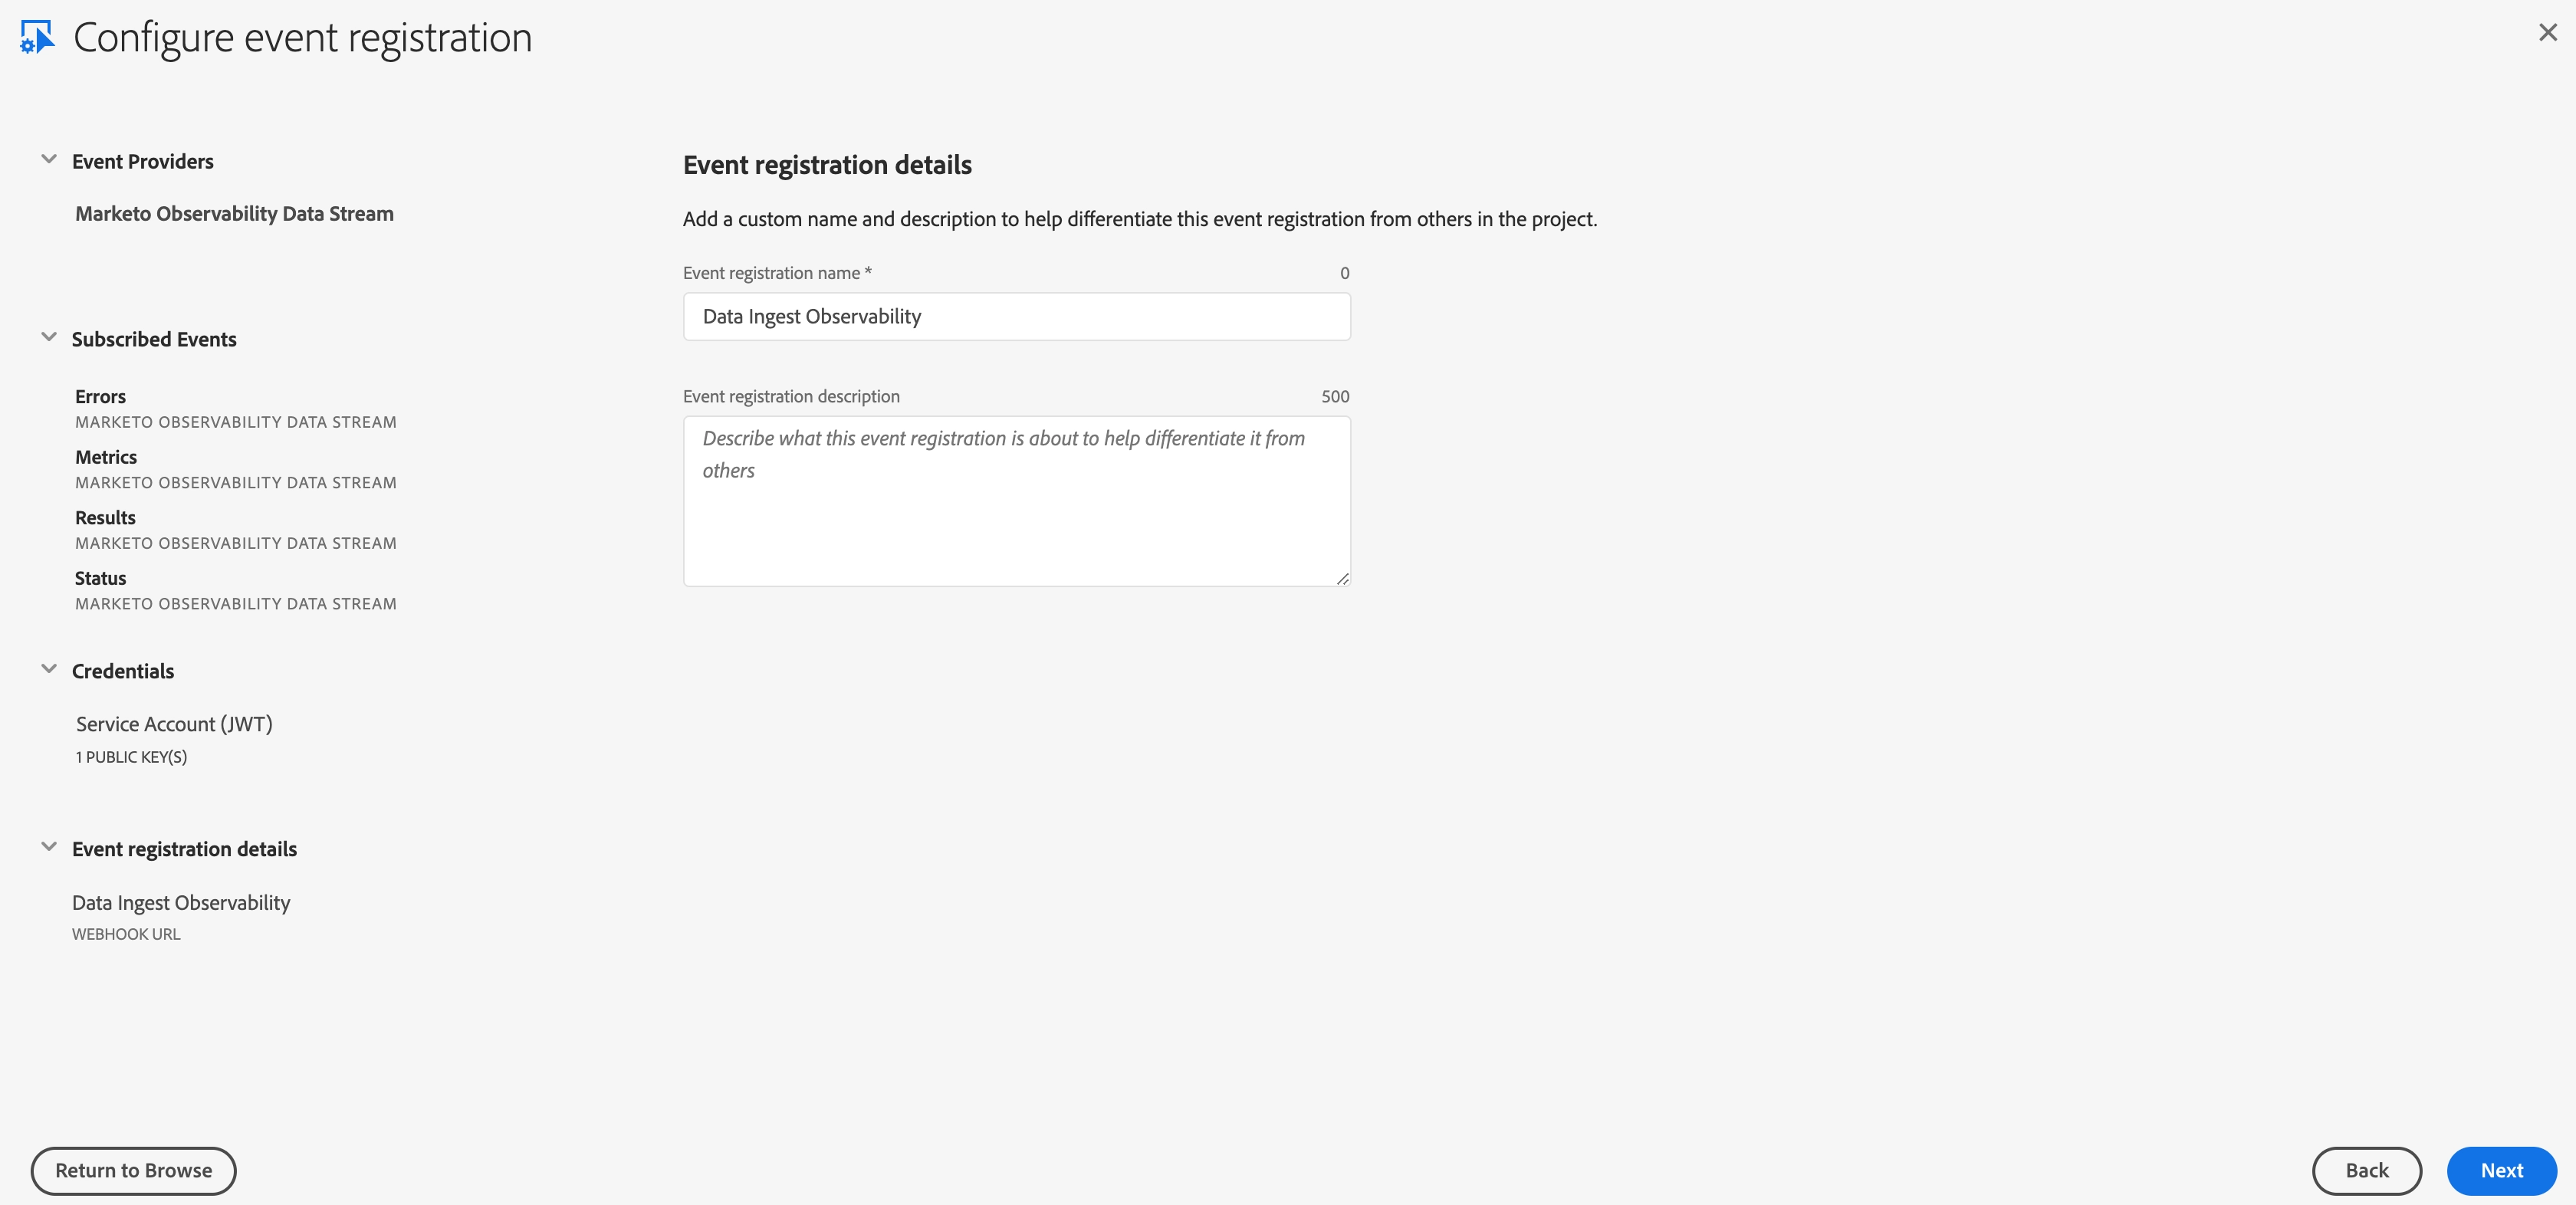 Configure event registration
Event Providers
Marketo Observability Data Stream
Subscribed Events
Errors
MARKETO OBSERVABILITY DATA STREAM
Metrics
MARKETO OBSERVABILITY DATA STREAM
Results
MARKETO OBSERVABILITY DATA STREAM
Status
MARKETO OBSERVABILITY DATA STREAM
Credentials
Service Account (JWT)
1 PUBLIC KEY(S)
Event registration details
Data Ingest Observability
WEBHOOK URL
Event registration details
Add a custom name and description to help differentiate this event registration from others in the project.
Event registration name * 0
Data Ingest Observability
Event registration description 500
Describe what this event registration is about to help differentiate it from
others
Return to Browse
Back
Next